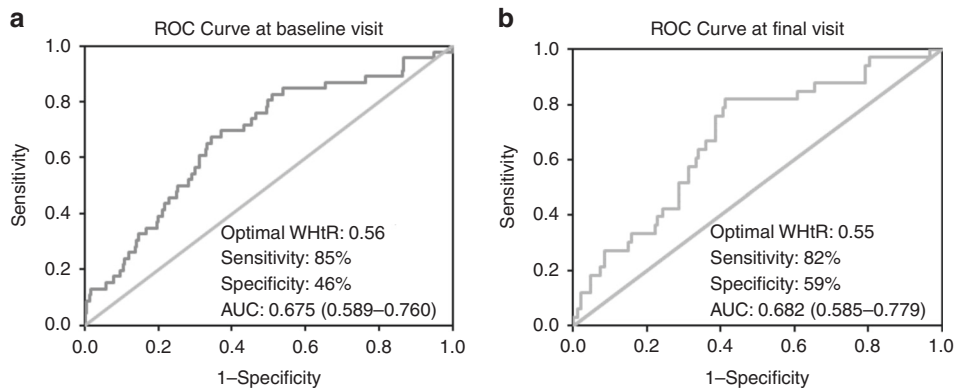 a
ROC Curve at baseline visit
1.0
0.8
0.6
0.4
0.2
0.0
Sensitivity
Optimal WHtR: 0.56
Sensitivity: 85%
Specificity: 46%
AUC: 0.675 (0.589–0.760)
0.0 0.2 0.4 0.6 0.8 1.0
1–Specificity
b
ROC Curve at final visit
1.0
0.8
0.6
0.4
0.2
0.0
Sensitivity
Optimal WHtR: 0.55
Sensitivity: 82%
Specificity: 59%
AUC: 0.682 (0.585–0.779)
0.0 0.2 0.4 0.6 0.8 1.0
1–Specificity